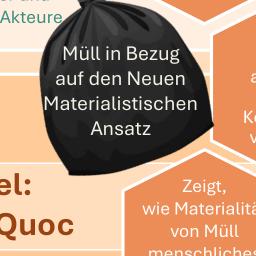 Akteure
Müll in Bezug
auf den Neuen
Materialistischen
Ansatz
el:
Quoc
Zeigt,
wie Materialitä
von Müll
menschliches